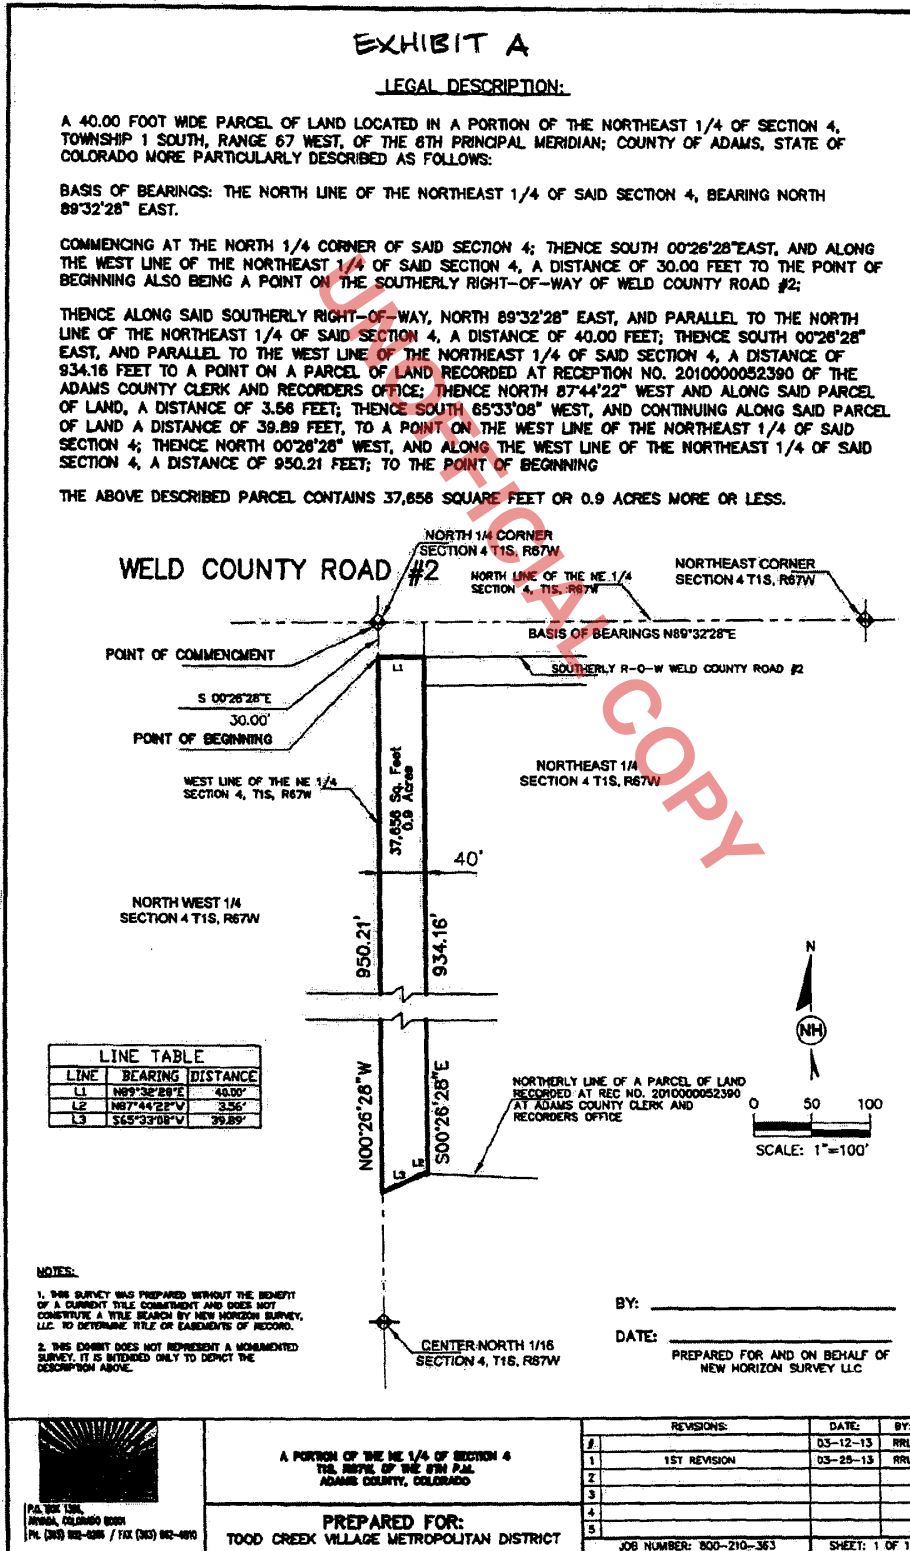 EXHIBIT A
LEGAL DESCRIPTION:
A 40.00 FOOT WIDE PARCEL OF LAND LOCATED IN A PORTION OF THE NORTHEAST 1/4 OF SECTION 4,
TOWNSHIP 1 SOUTH, RANGE 67 WEST, OF THE 6TH PRINCIPAL MERIDIAN; COUNTY OF ADAMS, STATE OF
COLORADO MORE PARTICULARLY DESCRIBED AS FOLLOWS:
BASIS OF BEARINGS: THE NORTH LINE OF THE NORTHEAST 1/4 OF SAID SECTION 4, BEARING NORTH
89°32'28" EAST.
COMMENCING AT THE NORTH 1/4 CORNER OF SAID SECTION 4; THENCE SOUTH 00°26'28"EAST, AND ALONG
THE WEST LINE OF THE NORTHEAST 1/4 OF SAID SECTION 4, A DISTANCE OF 30.00 FEET TO THE POINT OF
BEGINNING ALSO BEING A POINT ON THE SOUTHERLY RIGHT-OF-WAY OF WELD COUNTY ROAD #2;
THENCE ALONG SAID SOUTHERLY RIGHT-OF-WAY, NORTH 89°32'28" EAST, AND PARALLEL TO THE NORTH
LINE OF THE NORTHEAST 1/4 OF SAID SECTION 4, A DISTANCE OF 40.00 FEET; THENCE SOUTH 00°26'28"
EAST, AND PARALLEL TO THE WEST LINE OF THE NORTHEAST 1/4 OF SAID SECTION 4, A DISTANCE OF
934.16 FEET TO A POINT ON A PARCEL OF LAND RECORDED AT RECEPTION NO. 2010000052390 OF THE
ADAMS COUNTY CLERK AND RECORDERS OFFICE; THENCE NORTH 87°44'22" WEST AND ALONG SAID PARCEL
OF LAND, A DISTANCE OF 3.56 FEET; THENCE SOUTH 65°33'08" WEST, AND CONTINUING ALONG SAID PARCEL
OF LAND A DISTANCE OF 39.89 FEET, TO A POINT ON THE WEST LINE OF THE NORTHEAST 1/4 OF SAID
SECTION 4; THENCE NORTH 00°26'28" WEST, AND ALONG THE WEST LINE OF THE NORTHEAST 1/4 OF SAID
SECTION 4, A DISTANCE OF 950.21 FEET; TO THE POINT OF BEGINNING
THE ABOVE DESCRIBED PARCEL CONTAINS 37,656 SQUARE FEET OR 0.9 ACRES MORE OR LESS.
UNOFFICIAL COPY
NORTH 1/4 CORNER
SECTION 4 T1S, R67W
WELD COUNTY ROAD #2
NORTH LINE OF THE NE 1/4
SECTION 4, T1S, R67W
NORTHEAST CORNER
SECTION 4 T1S, R67W
BASIS OF BEARINGS N89°32'28"E
POINT OF COMMENCMENT
L1
SOUTHERLY R-O-W WELD COUNTY ROAD #2
S 00°26'28"E
30.00'
POINT OF BEGINNING
WEST LINE OF THE NE 1/4
SECTION 4, T1S, R67W
37,656 Sq. Feet
0.9 Acres
NORTHEAST 1/4
SECTION 4 T1S, R67W
40'
NORTH WEST 1/4
SECTION 4 T1S, R67W
950.21'
934.16'
N
NH
LINE TABLE
LINE BEARING DISTANCE
L1 N89°32'28"E 40.00'
L2 N87°44'22"W 3.56'
L3 S65°33'08"W 39.89'
N00°26'28"W
S00°26'28"E
NORTHERLY LINE OF A PARCEL OF LAND
RECORDED AT REC NO. 2010000052390
AT ADAMS COUNTY CLERK AND
RECORDERS OFFICE
0 50 100
SCALE: 1"=100'
L3 L2
NOTES:
1. THIS SURVEY WAS PREPARED WITHOUT THE BENEFIT
OF A CURRENT TITLE COMMITMENT AND DOES NOT
CONSTITUTE A TITLE SEARCH BY NEW HORIZON SURVEY,
LLC. TO DETERMINE TITLE OR EASEMENTS OF RECORD.
2. THIS EXHIBIT DOES NOT REPRESENT A MONUMENTED
SURVEY. IT IS INTENDED ONLY TO DEPICT THE
DESCRIPTION ABOVE.
BY:
DATE:
PREPARED FOR AND ON BEHALF OF
NEW HORIZON SURVEY LLC
CENTER-NORTH 1/16
SECTION 4, T1S, R67W
P.O. BOX
ARVADA, COLORADO
PH. (303) / FAX (303)
A PORTION OF THE NE 1/4 OF SECTION 4
T1S, R67W, OF THE 6TH P.M.
ADAMS COUNTY, COLORADO
PREPARED FOR:
TOOD CREEK VILLAGE METROPOLITAN DISTRICT
REVISIONS: DATE: BY:
# 03-12-13
1 1ST REVISION 03-25-13
2
3
4
5
JOB NUMBER: 800-210-363 SHEET: 1 OF 1